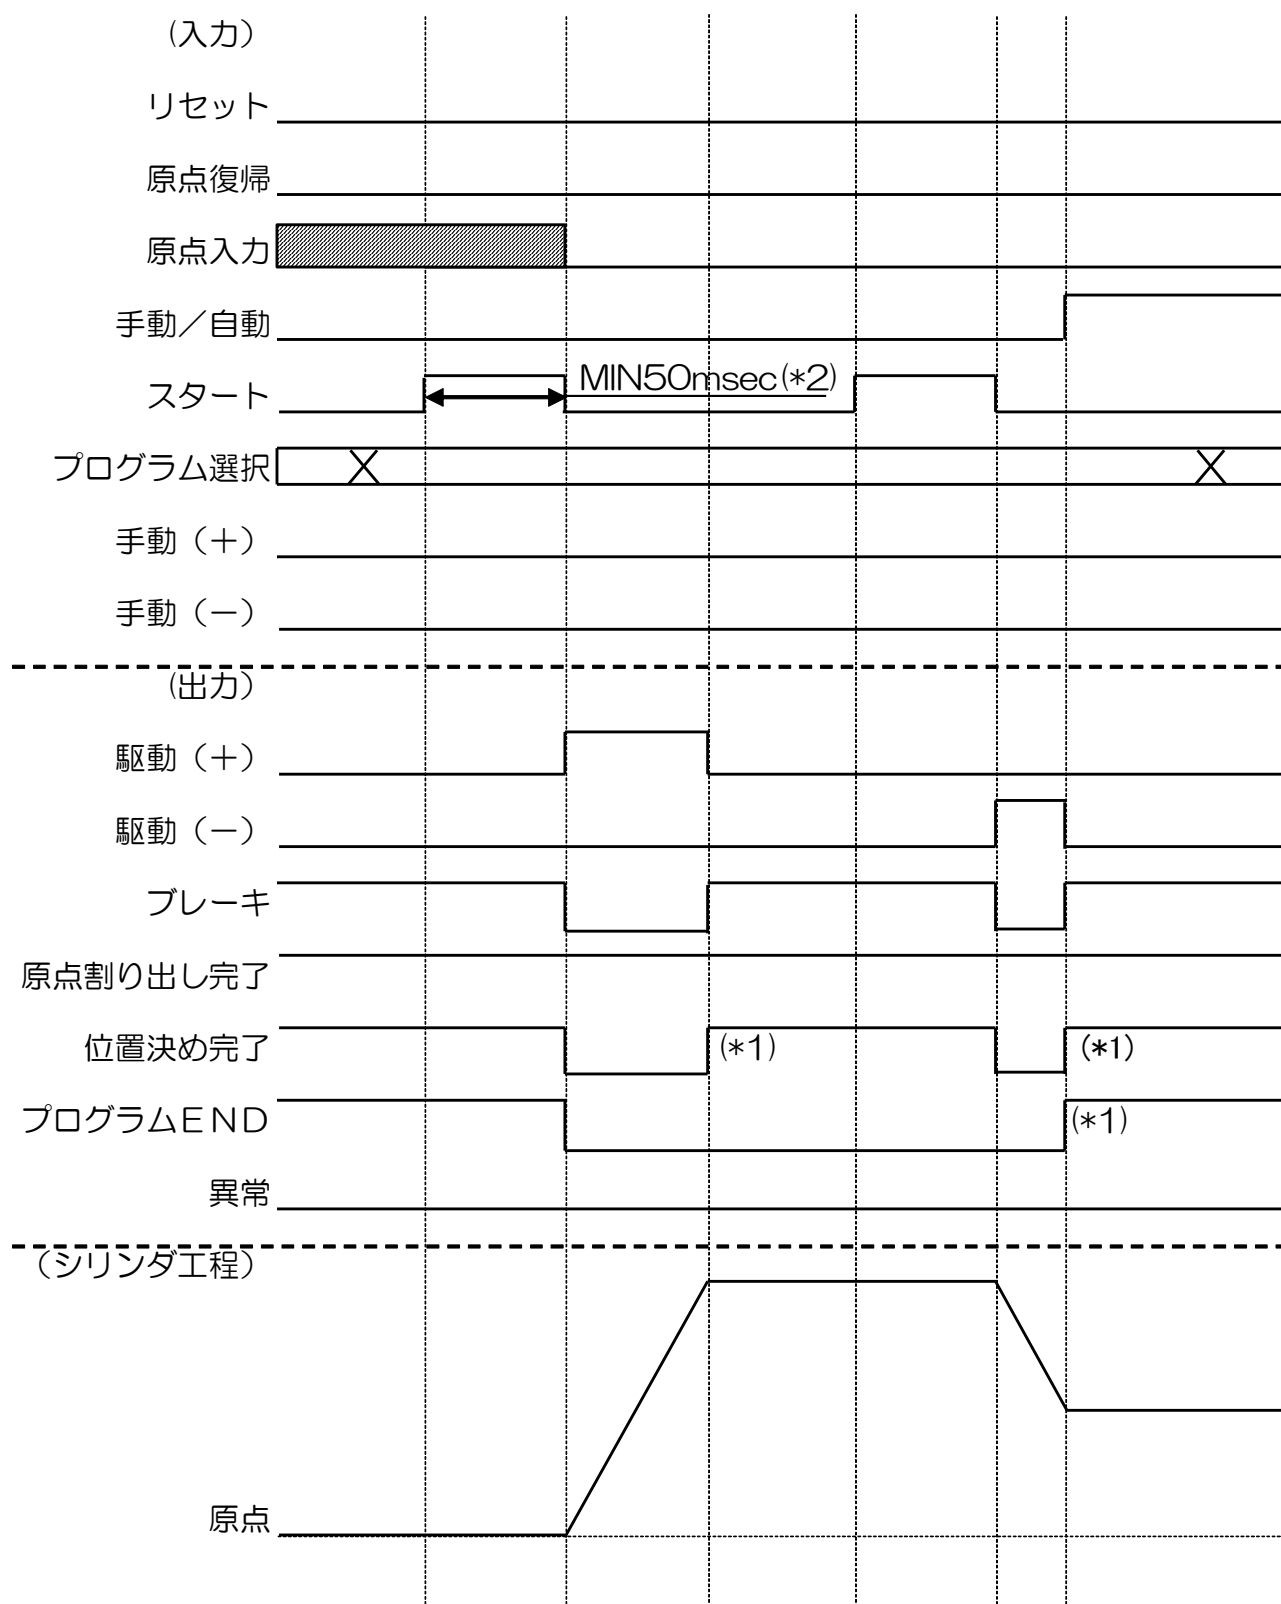 (入力)
リセット
原点復帰
原点入力
手動／自動
スタート MIN50msec(*2)
プログラム選択
手動（＋）
手動（－）
(出力)
駆動（＋）
駆動（－）
ブレーキ
原点割り出し完了
位置決め完了 (*1) (*1)
プログラムＥＮＤ (*1)
異常
（シリンダ工程）
原点